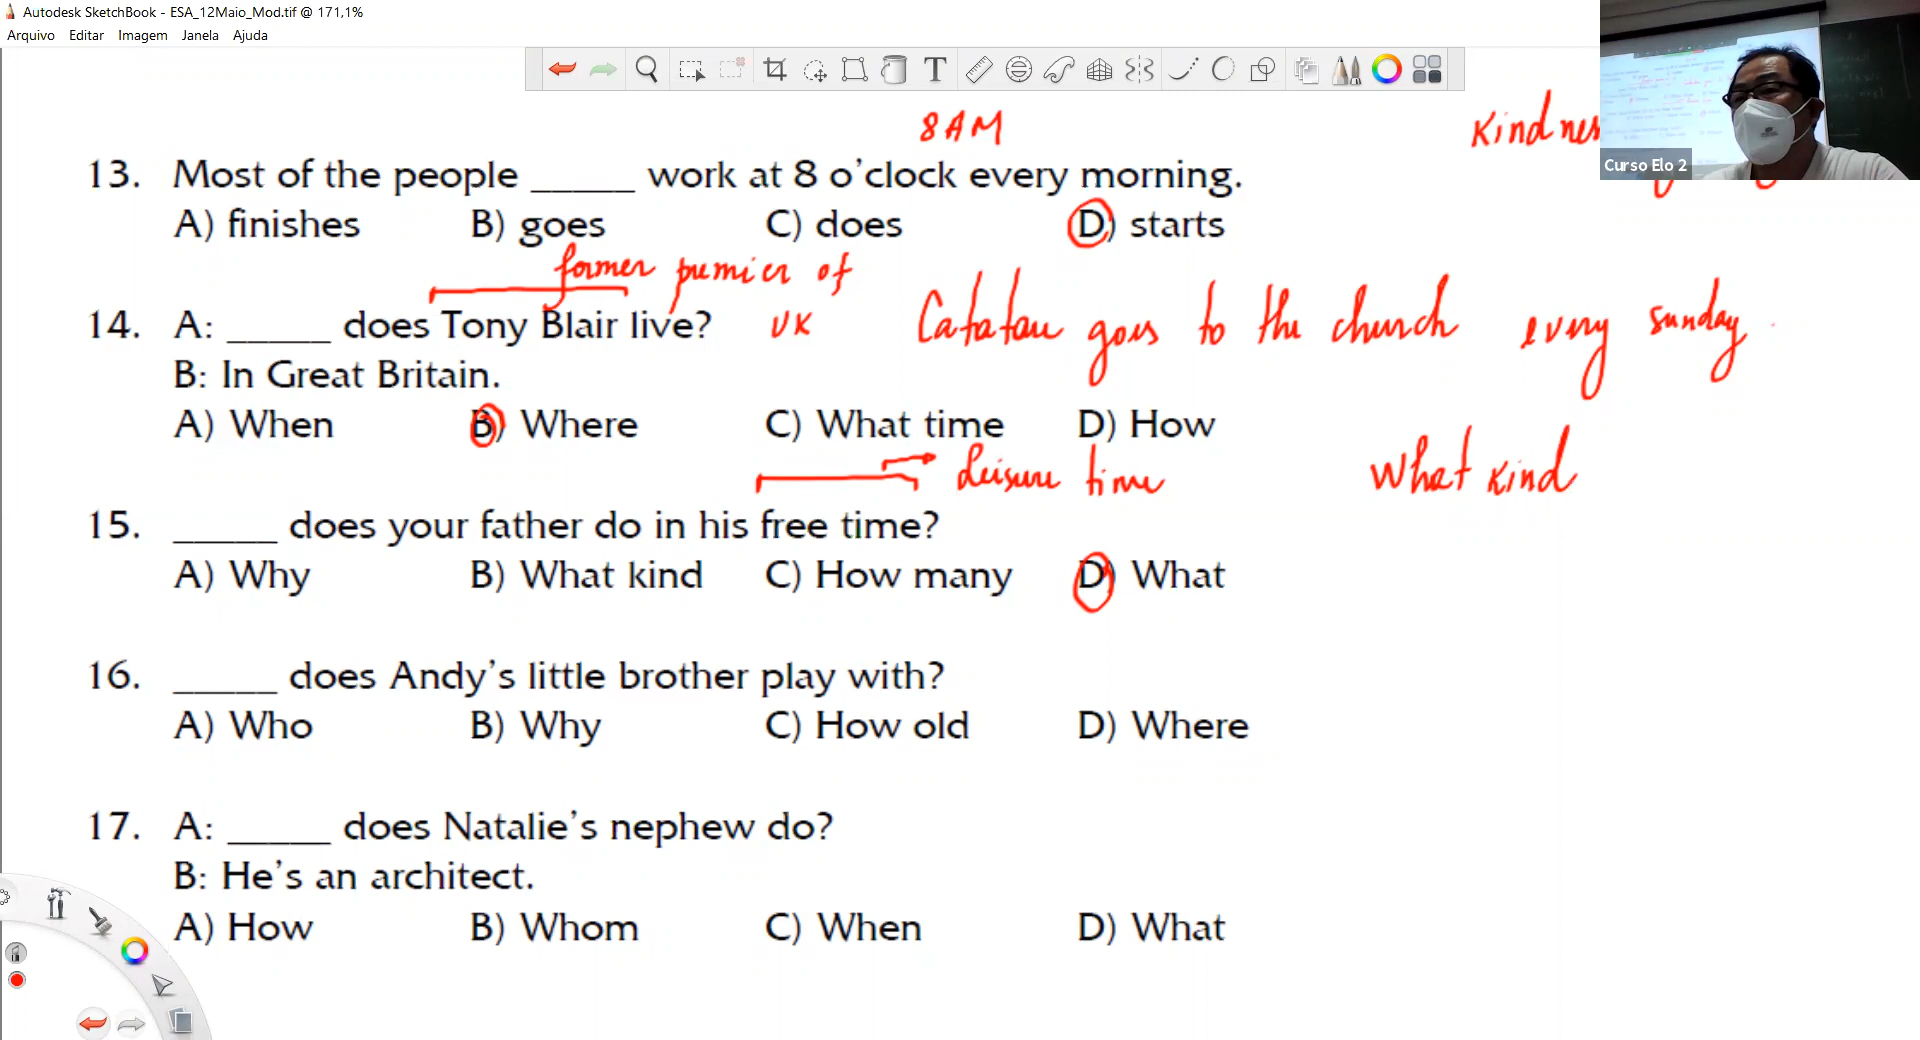 Autodesk SketchBook - ESA_12Maio_Mod.tif @ 171,1%
Arquivo Editar Imagem Janela Ajuda
8 AM
Curso Elo 2
13. Most of the people _____ work at 8 o'clock every morning.
A) finishes B) goes C) does D) starts
former premier of
UK
14. A: _____ does Tony Blair live?
Catatau goes to the church every sunday.
B: In Great Britain.
A) When B) Where C) What time D) How
Leisure time
What kind
15. _____ does your father do in his free time?
A) Why B) What kind C) How many D) What
16. _____ does Andy's little brother play with?
A) Who B) Why C) How old D) Where
17. A: _____ does Natalie's nephew do?
B: He's an architect.
A) How B) Whom C) When D) What